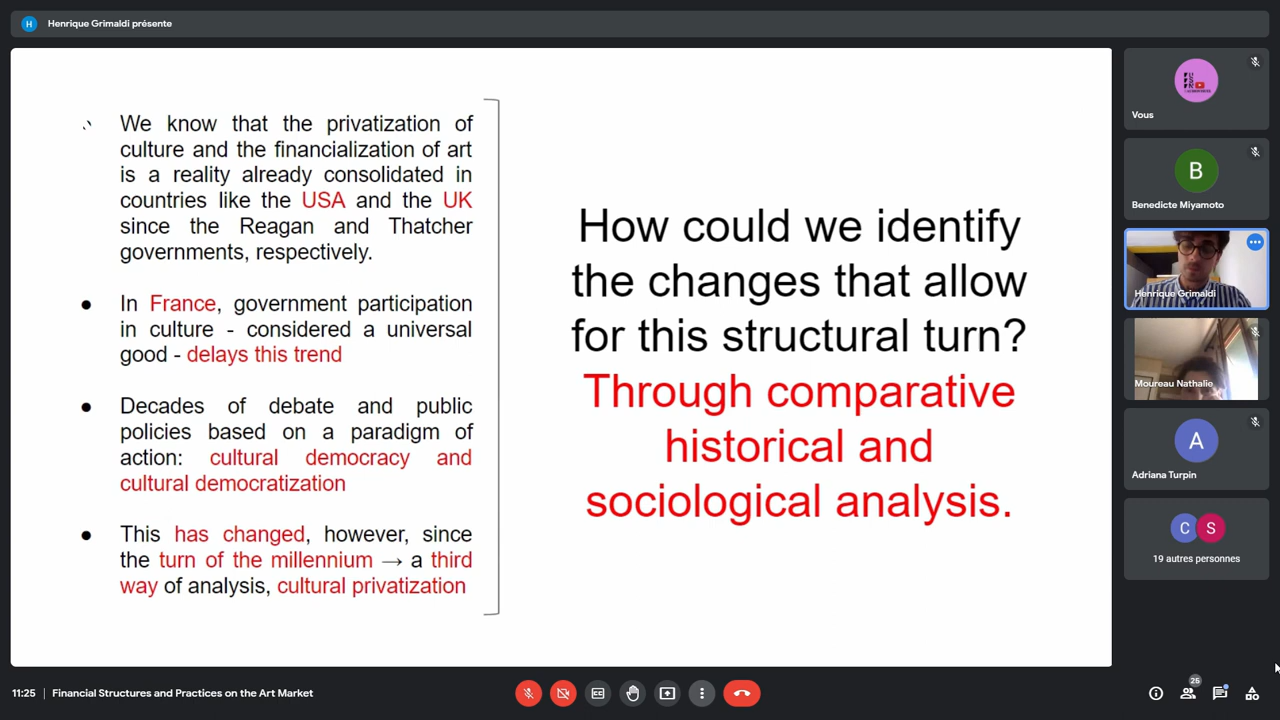 H Henrique Grimaldi présente
We know that the privatization of
culture and the financialization of art
is a reality already consolidated in
countries like the USA and the UK
since the Reagan and Thatcher
governments, respectively.
● In France, government participation
in culture - considered a universal
good - delays this trend
● Decades of debate and public
policies based on a paradigm of
action: cultural democracy and
cultural democratization
● This has changed, however, since
the turn of the millennium → a third
way of analysis, cultural privatization
How could we identify
the changes that allow
for this structural turn?
Through comparative
historical and
sociological analysis.
Vous
B
Benedicte Miyamoto
Henrique Grimaldi
Moureau Nathalie
A
Adriana Turpin
C S
19 autres personnes
11:25 | Financial Structures and Practices on the Art Market
25